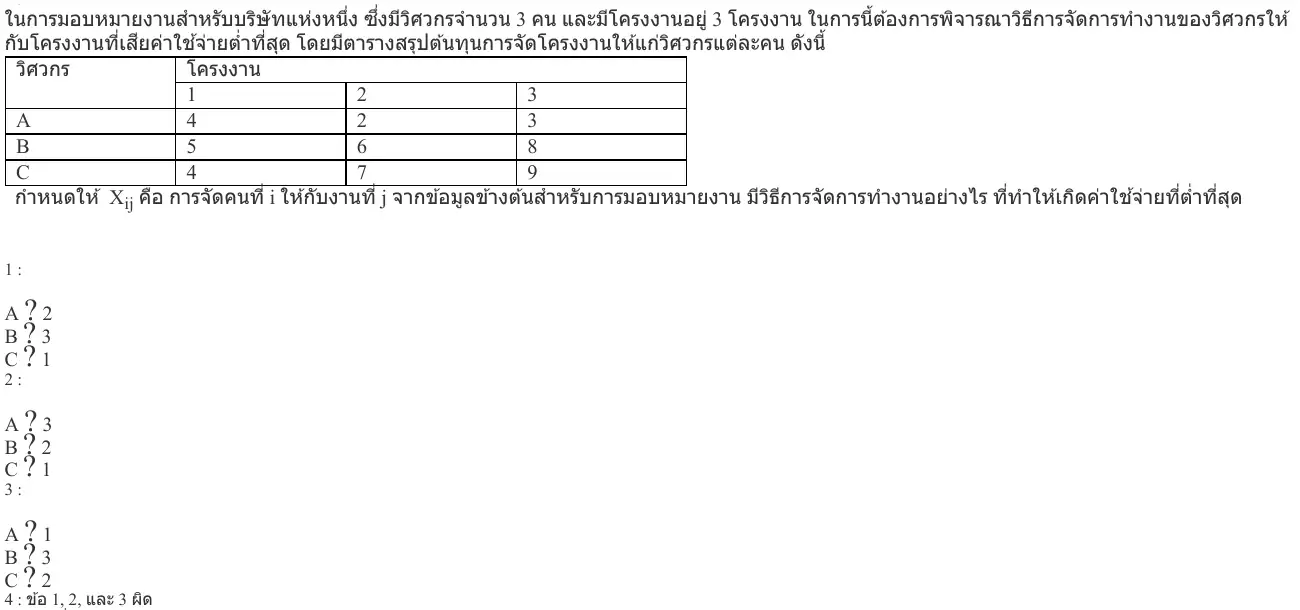 ในการมอบหมายงานสำหรับบริษัทแห่งหนึ่ง ซึ่งมีวิศวกรจำนวน 3 คน และมีโครงงานอยู่ 3 โครงงาน ในการนี้ต้องการพิจารณาวิธีการจัดการทำงานของวิศวกรให้
กับโครงงานที่เสียค่าใช้จ่ายต่ำที่สุด โดยมีตารางสรุปต้นทุนการจัดโครงงานให้แก่วิศวกรแต่ละคน ดังนี้
วิศวกร โครงงาน
1 2 3
A 4 2 3
B 5 6 8
C 4 7 9
กำหนดให้ Xij คือ การจัดคนที่ i ให้กับงานที่ j จากข้อมูลข้างต้นสำหรับการมอบหมายงาน มีวิธีการจัดการทำงานอย่างไร ที่ทำให้เกิดค่าใช้จ่ายที่ต่ำที่สุด
1 :
A ? 2
B ? 3
C ? 1
2 :
A ? 3
B ? 2
C ? 1
3 :
A ? 1
B ? 3
C ? 2
4 : ข้อ 1, 2, และ 3 ผิด